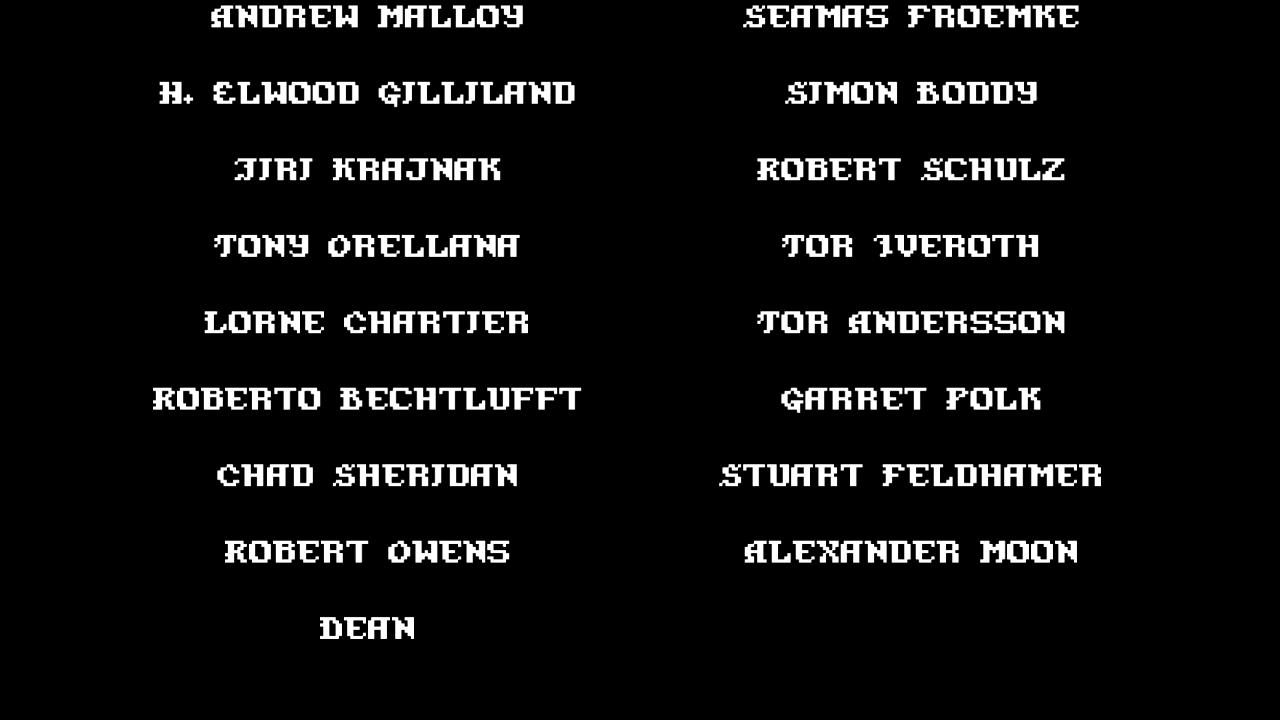 ANDREW MALLOY SEAMAS FROEMKE
H. ELWOOD GILLILAND SIMON BODDY
JIRI KRAJNAK ROBERT SCHULZ
TONY ORELLANA TOR IVEROTH
LORNE CHARTIER TOR ANDERSSON
ROBERTO BECHTLUFFT GARRET POLK
CHAD SHERIDAN STUART FELDHAMER
ROBERT OWENS ALEXANDER MOON
DEAN